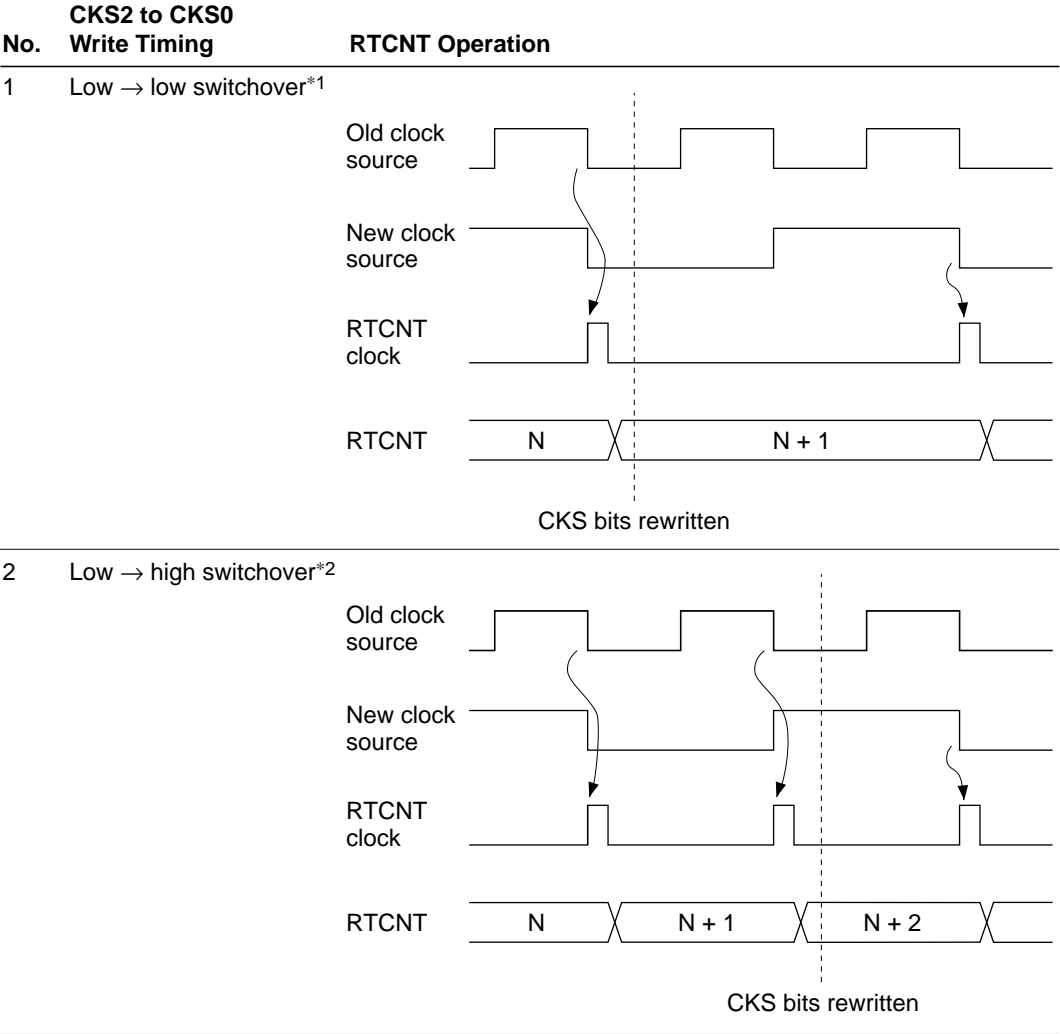 CKS2 to CKS0
No. Write Timing RTCNT Operation
1 Low → low switchover*1
Old clock
source
New clock
source
RTCNT
clock
RTCNT N N + 1
CKS bits rewritten
2 Low → high switchover*2
Old clock
source
New clock
source
RTCNT
clock
RTCNT N N + 1 N + 2
CKS bits rewritten